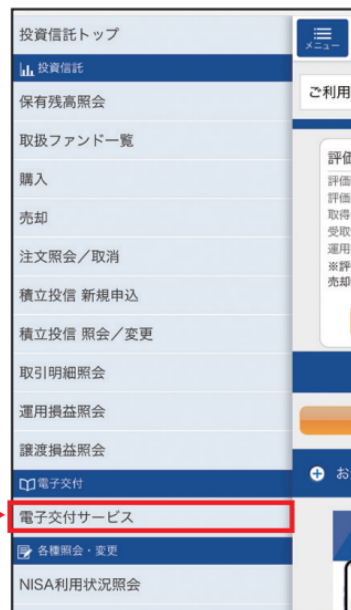 投資信託トップ
投資信託
保有残高照会
取扱ファンド一覧
購入
売却
注文照会／取消
積立投信 新規申込
積立投信 照会／変更
取引明細照会
運用損益照会
譲渡損益照会
電子交付
電子交付サービス
各種照会・変更
NISA利用状況照会
メニュー
ご利用
評価
評価
取得
受取
運用
※評
売却
お